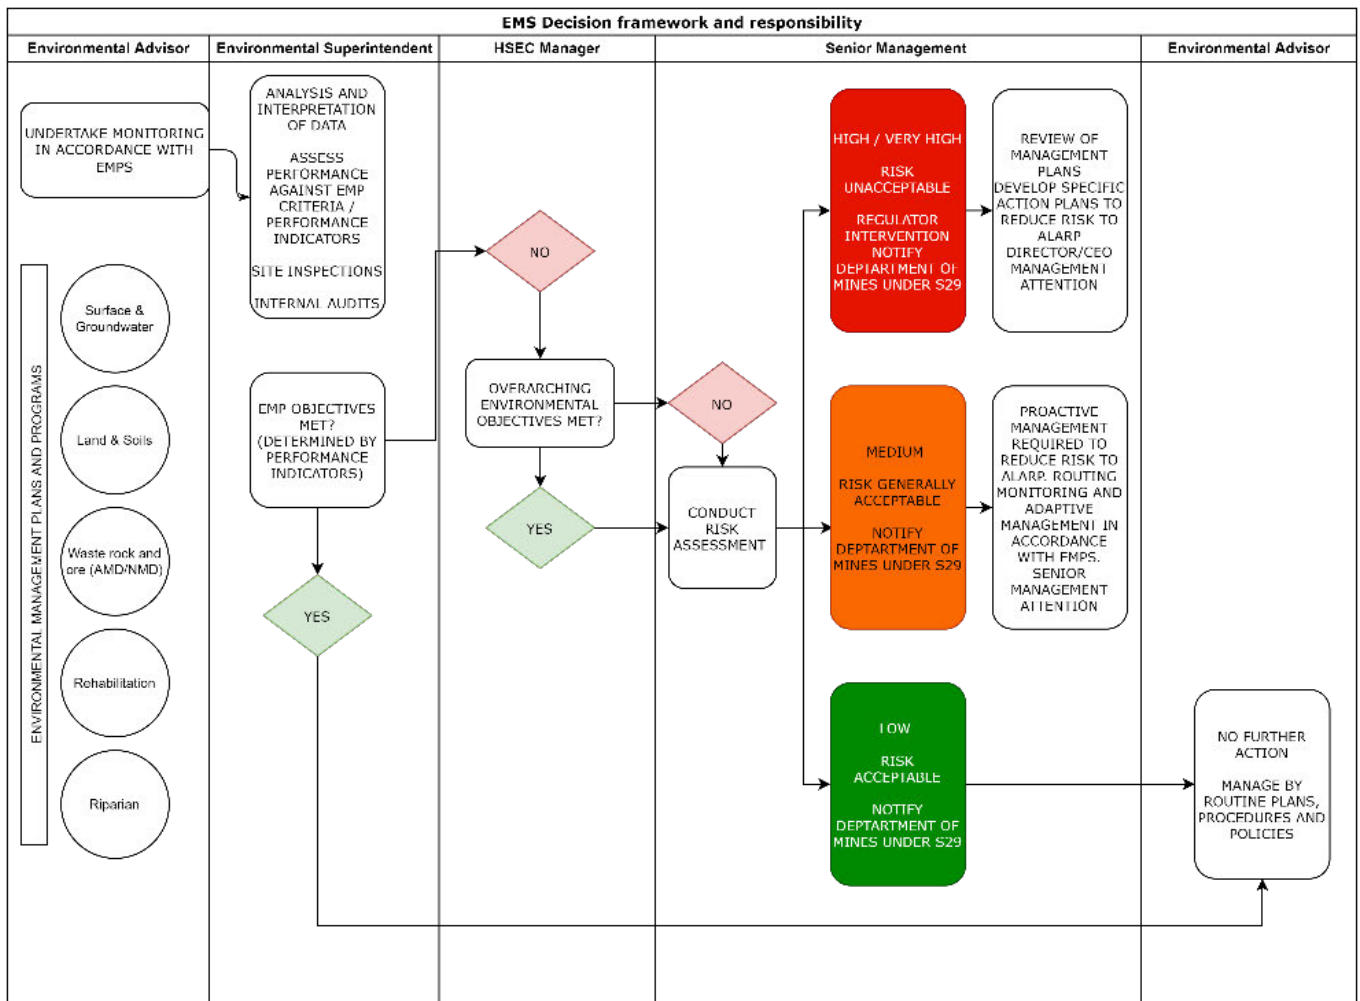 EMS Decision framework and responsibility
Environmental Advisor
Environmental Superintendent
HSEC Manager
Senior Management
Environmental Advisor
UNDERTAKE MONITORING
IN ACCORDANCE WITH
EMPS
ENVIRONMENTAL MANAGEMENT PLANS AND PROGRAMS
Surface &
Groundwater
Land & Soils
Waste rock and
ore (AMD/NMD)
Rehabilitation
Riparian
ANALYSIS AND
INTERPRETATION
OF DATA
ASSESS
PERFORMANCE
AGAINST EMP
CRITERIA /
PERFORMANCE
INDICATORS
SITE INSPECTIONS
INTERNAL AUDITS
EMP OBJECTIVES
MET?
(DETERMINED BY
PERFORMANCE
INDICATORS)
YES
NO
OVERARCHING
ENVIRONMENTAL
OBJECTIVES MET?
YES
NO
CONDUCT
RISK
ASSESSMENT
HIGH / VERY HIGH
RISK
UNACCEPTABLE
REGULATOR
INTERVENTION
NOTIFY
DEPTARTMENT OF
MINES UNDER S29
REVIEW OF
MANAGEMENT
PLANS
DEVELOP SPECIFIC
ACTION PLANS TO
REDUCE RISK TO
ALARP
DIRECTOR/CEO
MANAGEMENT
ATTENTION
MEDIUM
RISK GENERALLY
ACCEPTABLE
NOTIFY
DEPTARTMENT OF
MINES UNDER S29
PROACTIVE
MANAGEMENT
REQUIRED TO
REDUCE RISK TO
ALARP. ROUTING
MONITORING AND
ADAPTIVE
MANAGEMENT IN
ACCORDANCE
WITH EMPS.
SENIOR
MANAGEMENT
ATTENTION
LOW
RISK
ACCEPTABLE
NOTIFY
DEPTARTMENT OF
MINES UNDER S29
NO FURTHER
ACTION
MANAGE BY
ROUTINE PLANS,
PROCEDURES AND
POLICIES